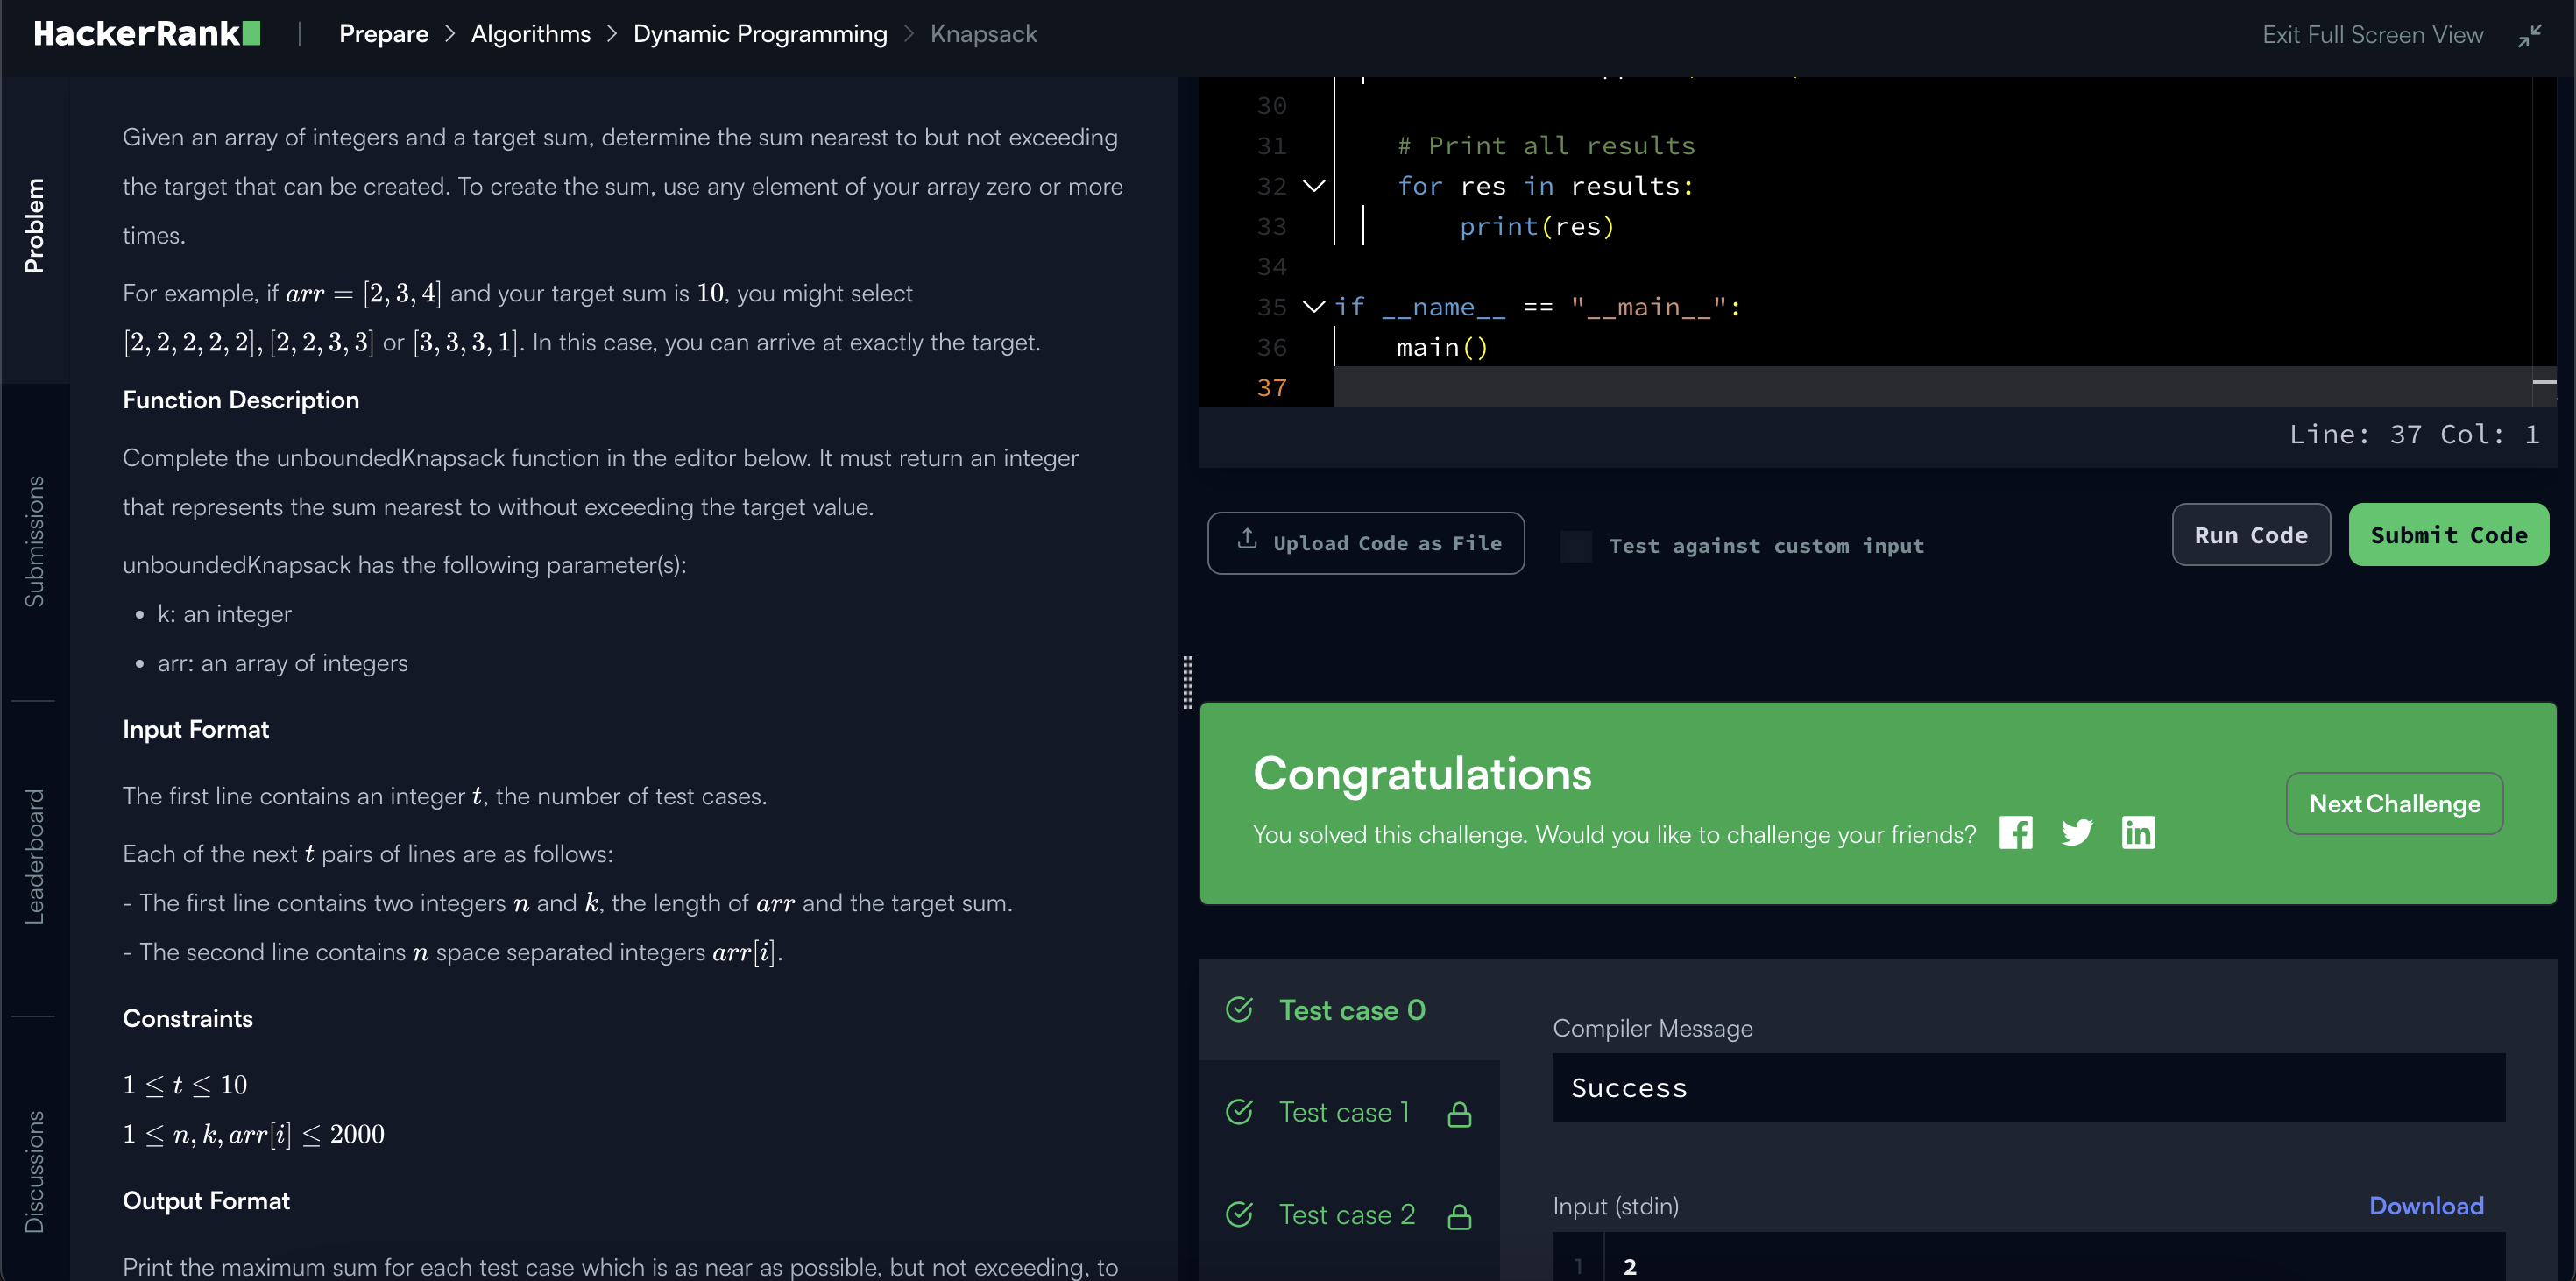 HackerRank | Prepare > Algorithms > Dynamic Programming > Knapsack
Exit Full Screen View
Problem
Submissions
Leaderboard
Discussions
Given an array of integers and a target sum, determine the sum nearest to but not exceeding
the target that can be created. To create the sum, use any element of your array zero or more
times.
For example, if arr = [2, 3, 4] and your target sum is 10, you might select
[2, 2, 2, 2, 2], [2, 2, 3, 3] or [3, 3, 3, 1]. In this case, you can arrive at exactly the target.
Function Description
Complete the unboundedKnapsack function in the editor below. It must return an integer
that represents the sum nearest to without exceeding the target value.
unboundedKnapsack has the following parameter(s):
• k: an integer
• arr: an array of integers
Input Format
The first line contains an integer t, the number of test cases.
Each of the next t pairs of lines are as follows:
- The first line contains two integers n and k, the length of arr and the target sum.
- The second line contains n space separated integers arr[i].
Constraints
1 ≤ t ≤ 10
1 ≤ n, k, arr[i] ≤ 2000
Output Format
Print the maximum sum for each test case which is as near as possible, but not exceeding, to
30
31 # Print all results
32 for res in results:
33 print(res)
34
35 if __name__ == "__main__":
36 main()
37
Line: 37 Col: 1
Upload Code as File
Test against custom input
Run Code
Submit Code
Congratulations
You solved this challenge. Would you like to challenge your friends?
Next Challenge
Test case 0
Test case 1
Test case 2
Compiler Message
Success
Input (stdin)
Download
1 2